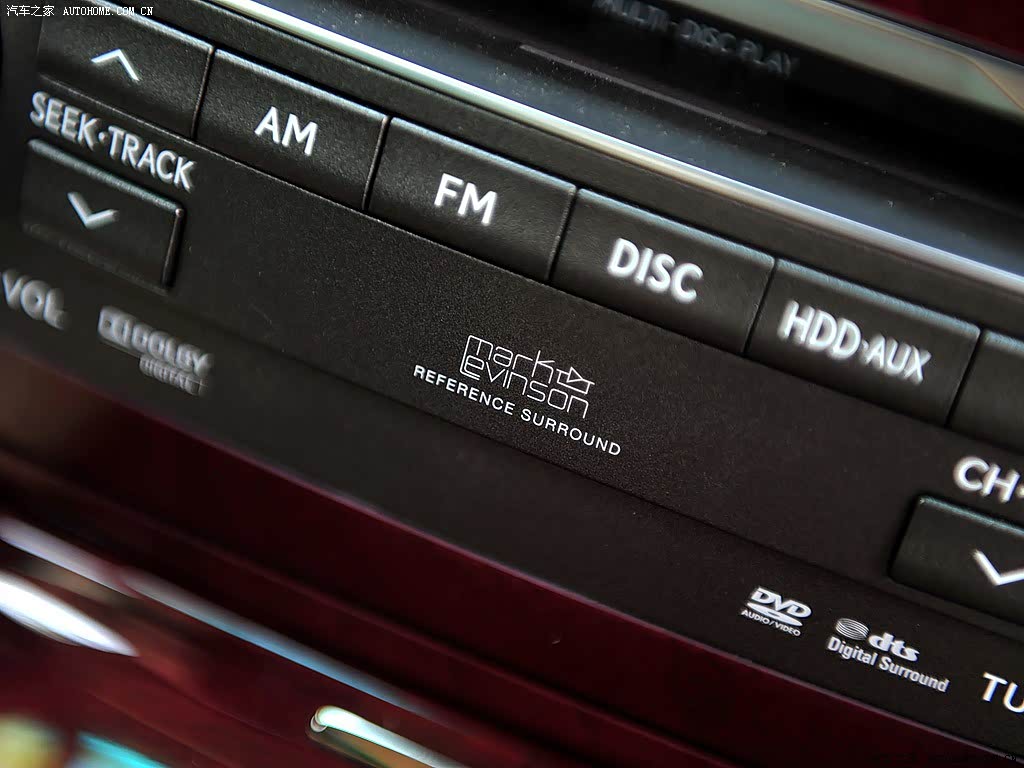 汽车之家 AUTOHOME.COM.CN
MULTI-DISC PLAY
SEEK·TRACK
AM
FM
DISC
HDD·AUX
VOL
DOLBY
DIGITAL
mark
Levinson
REFERENCE SURROUND
CH·
DVD
AUDIO/VIDEO
dts
Digital Surround
TU